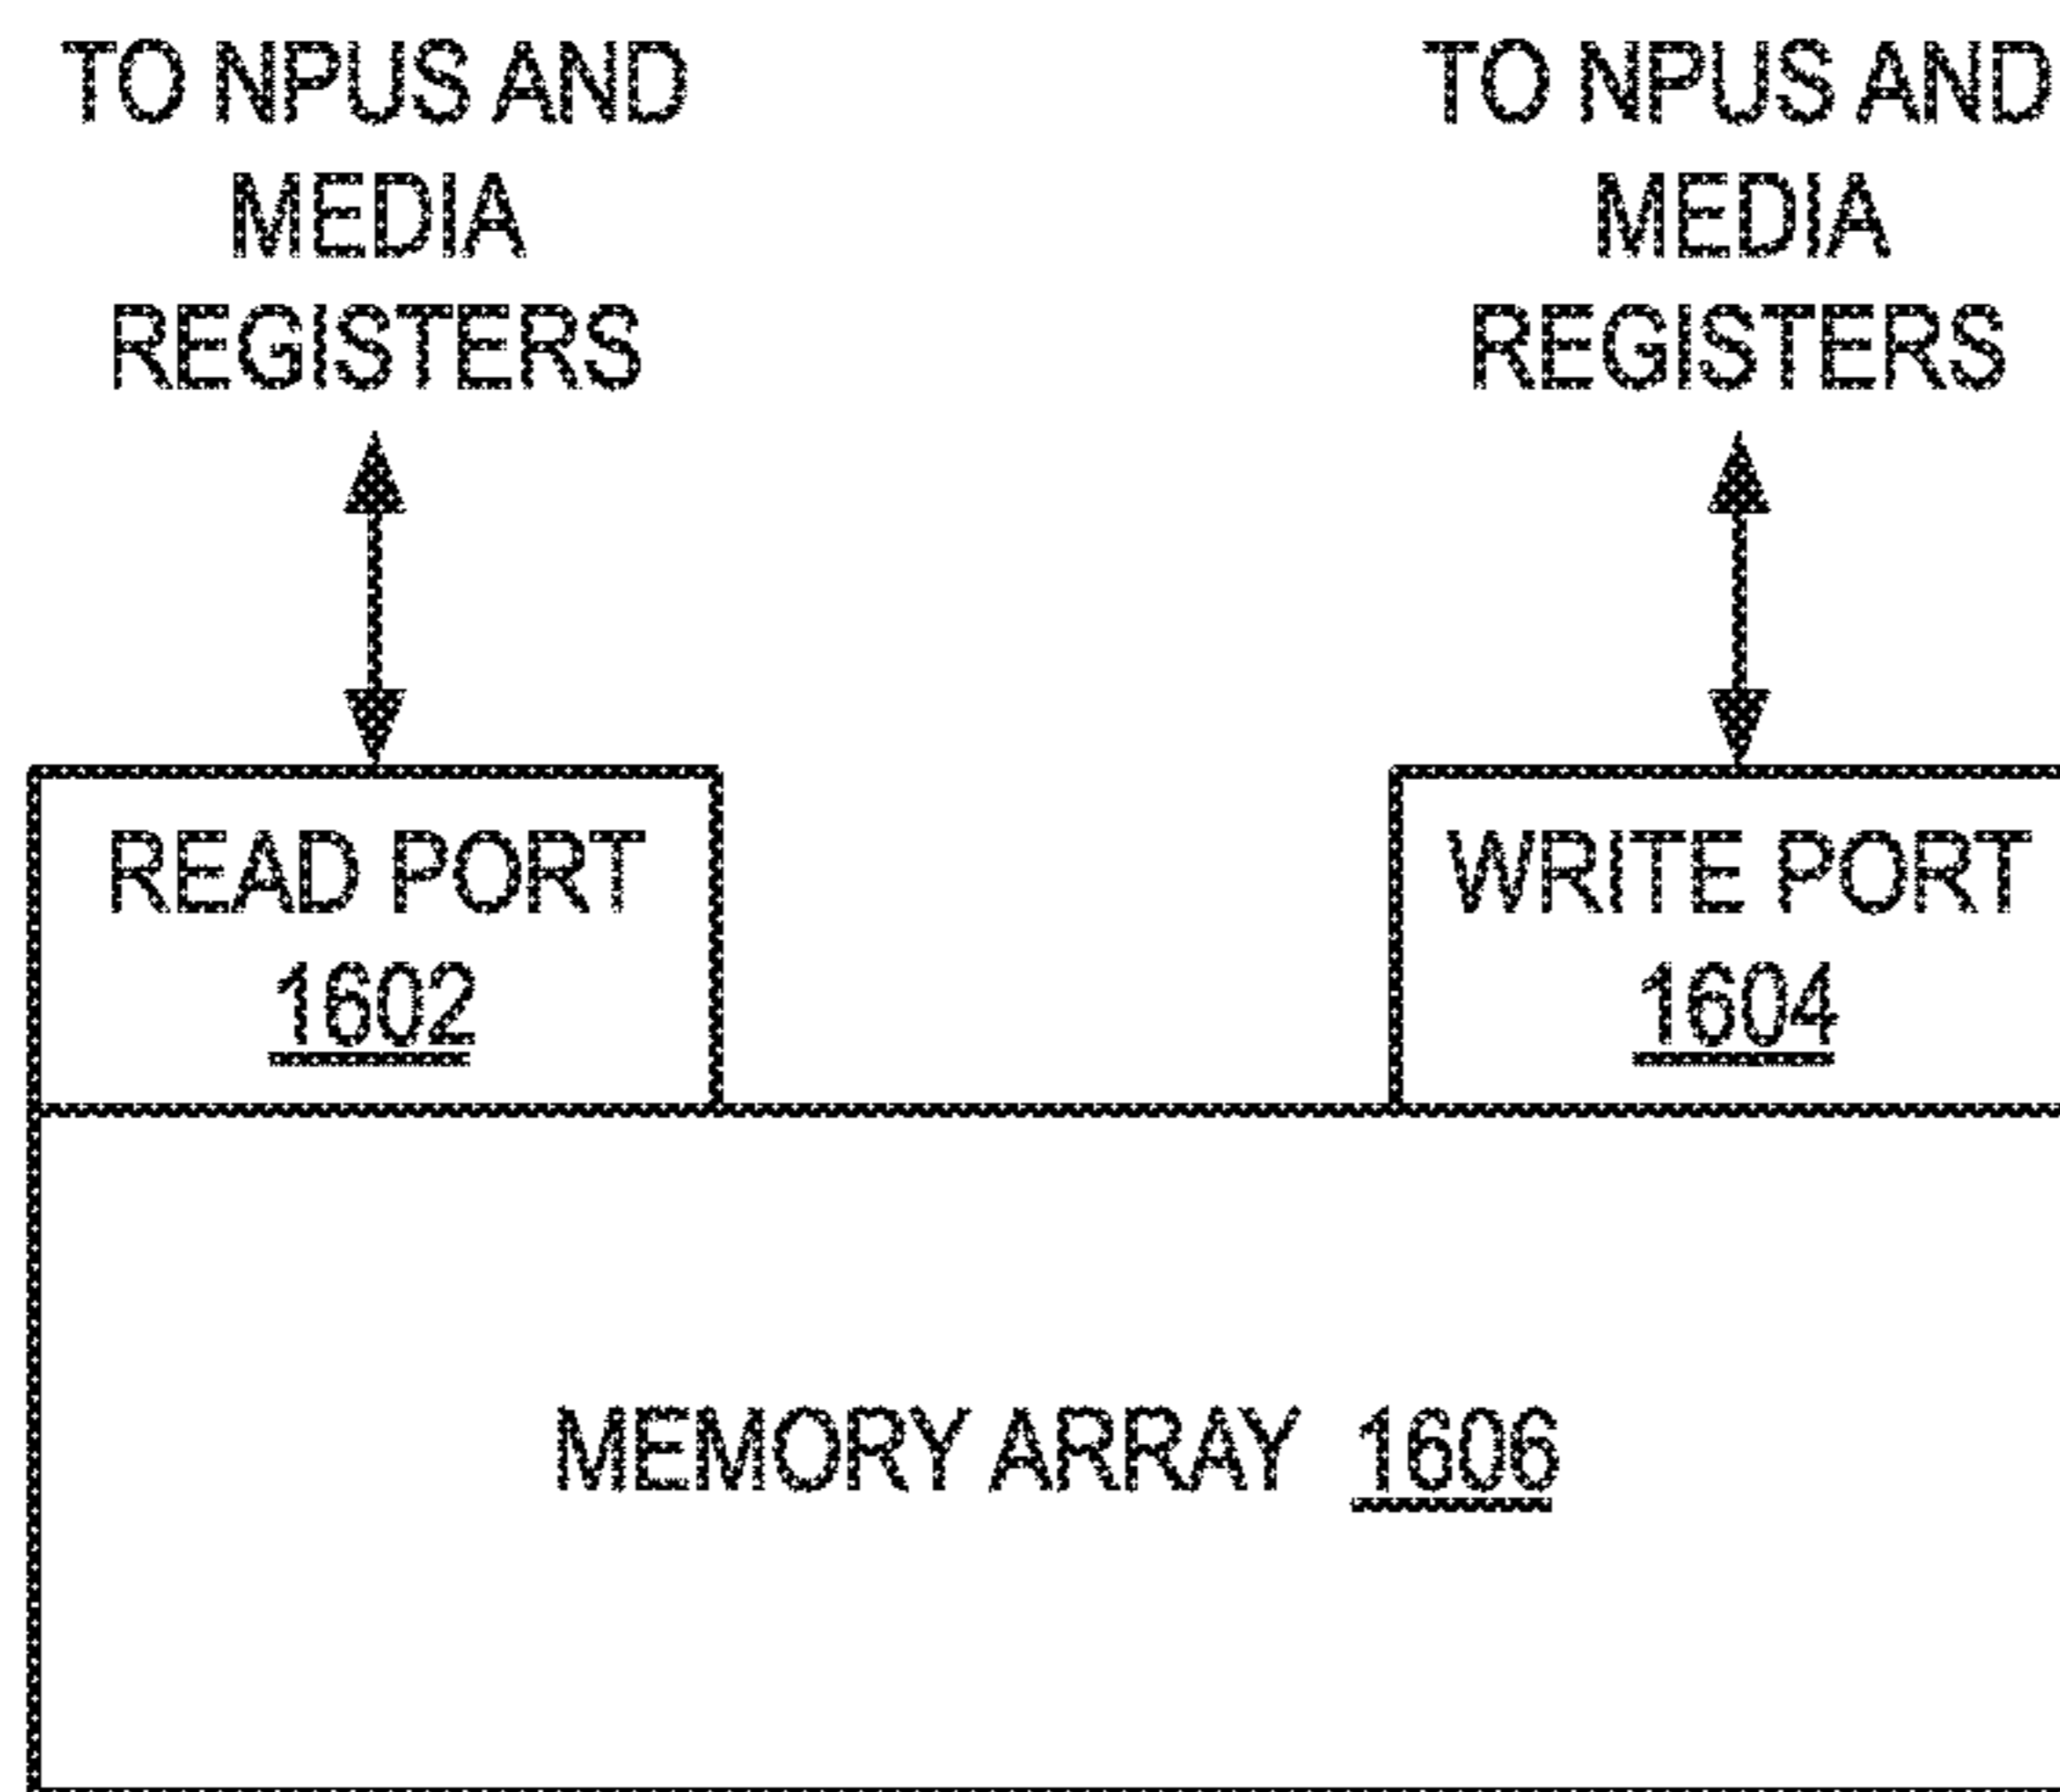 TO NPUS AND
MEDIA
REGISTERS
TO NPUS AND
MEDIA
REGISTERS
READ PORT
1602
WRITE PORT
1604
MEMORY ARRAY 1606